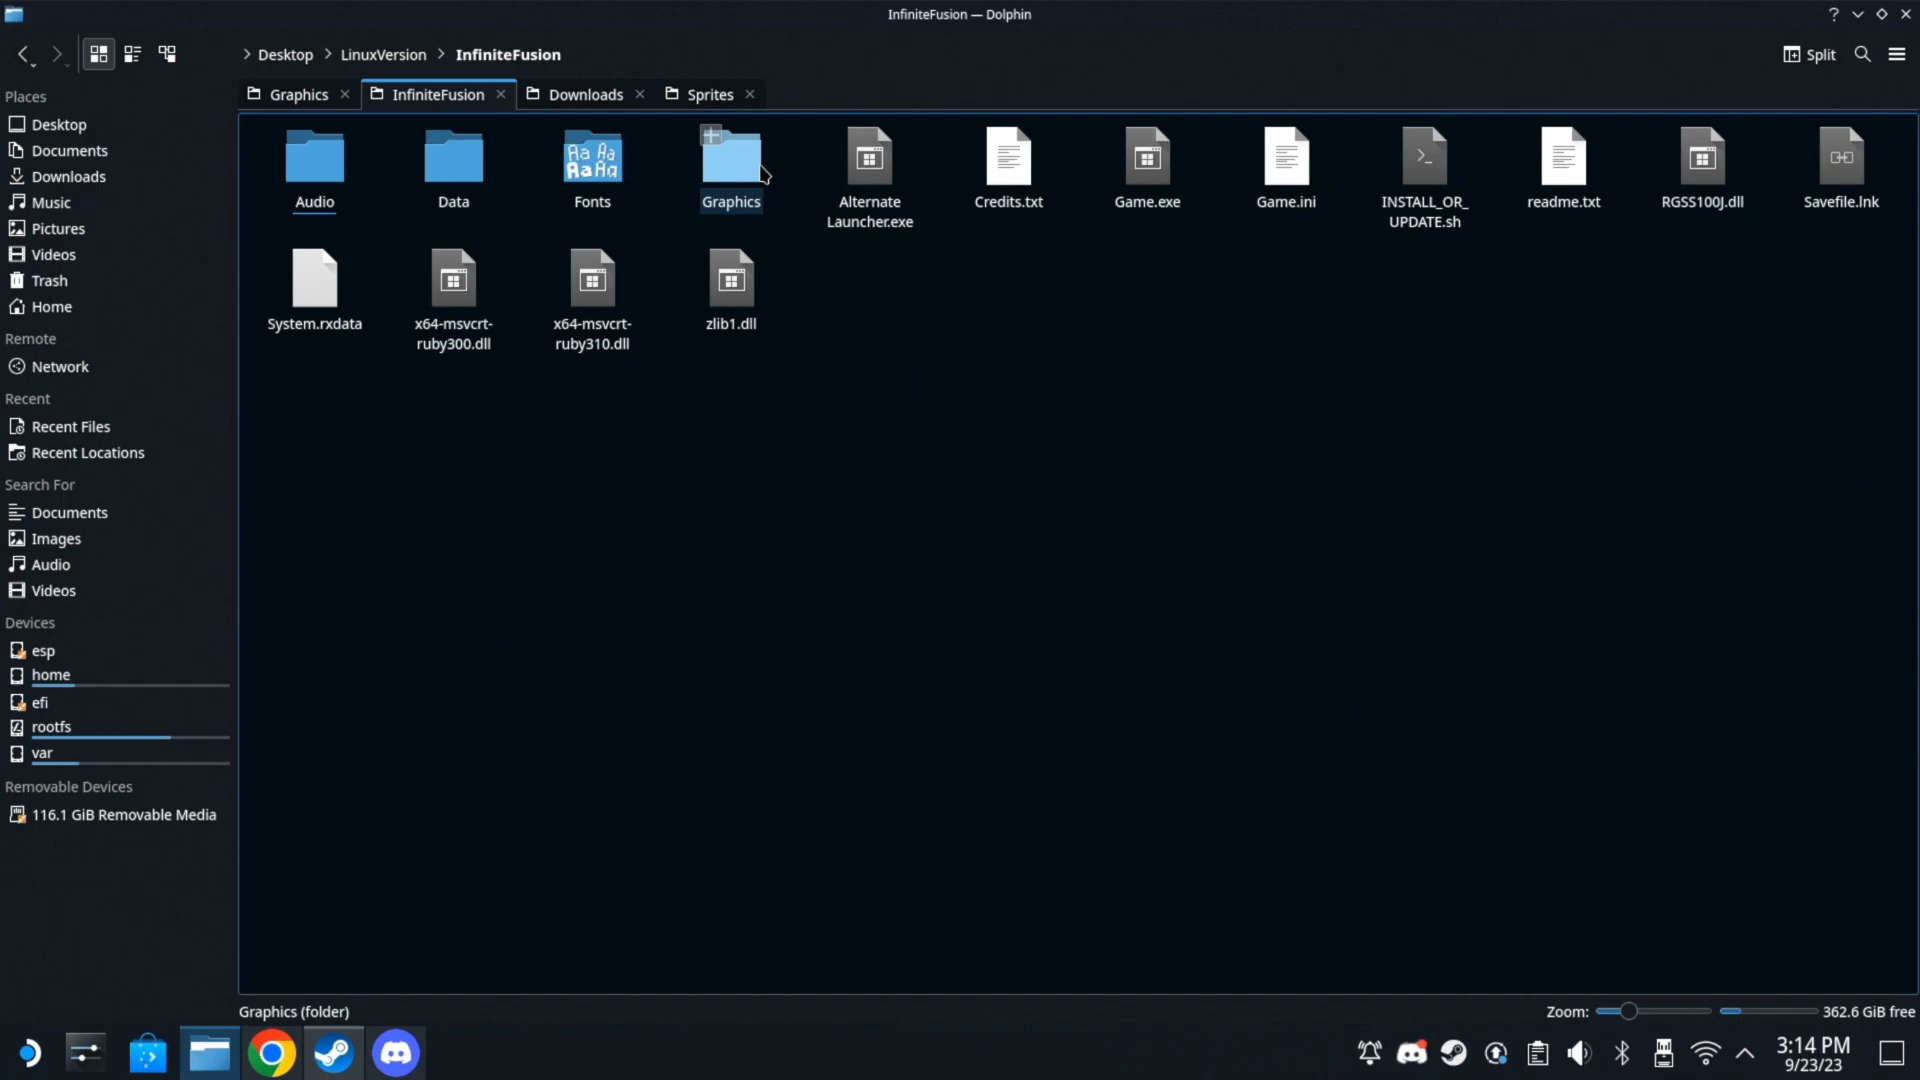 InfiniteFusion — Dolphin
Desktop
LinuxVersion
InfiniteFusion
Split
Places
Desktop
Documents
Downloads
Music
Pictures
Videos
Trash
Home
Remote
Network
Recent
Recent Files
Recent Locations
Search For
Documents
Images
Audio
Videos
Devices
esp
home
efi
rootfs
var
Removable Devices
116.1 GiB Removable Media
Graphics
InfiniteFusion
Downloads
Sprites
Audio
Data
Fonts
Graphics
Alternate
Launcher.exe
Credits.txt
Game.exe
Game.ini
INSTALL_OR_
UPDATE.sh
readme.txt
RGSS100J.dll
Savefile.lnk
System.rxdata
x64-msvcrt-
ruby300.dll
x64-msvcrt-
ruby310.dll
zlib1.dll
Graphics (folder)
Zoom:
362.6 GiB free
3:14 PM
9/23/23